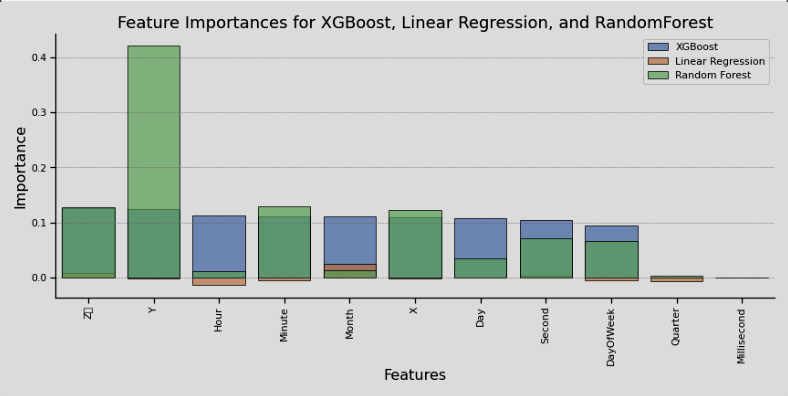 Feature Importances for XGBoost, Linear Regression, and RandomForest
XGBoost
Linear Regression
Random Forest
Importance
0.4
0.3
0.2
0.1
0.0
Z
Y
Hour
Minute
Month
X
Day
Second
DayOfWeek
Quarter
Millisecond
Features